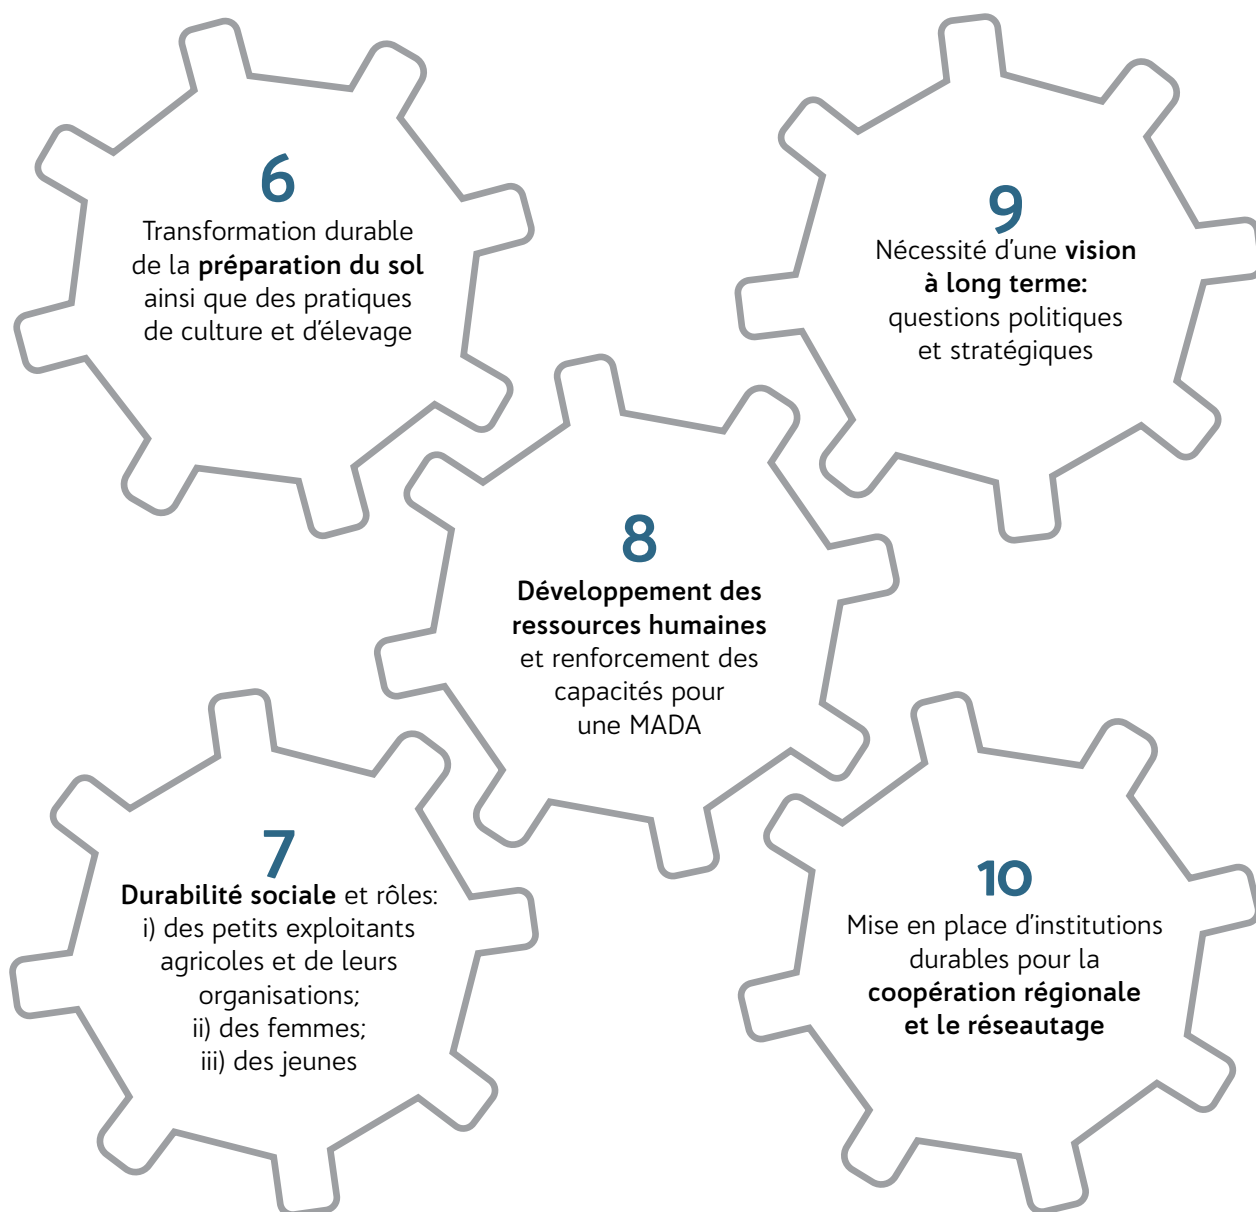 6
Transformation durable
de la préparation du sol
ainsi que des pratiques
de culture et d'élevage
9
Nécessité d'une vision
à long terme:
questions politiques
et stratégiques
8
Développement des
ressources humaines
et renforcement des
capacités pour
une MADA
7
Durabilité sociale et rôles:
i) des petits exploitants
agricoles et de leurs
organisations;
ii) des femmes;
iii) des jeunes
10
Mise en place d'institutions
durables pour la
coopération régionale
et le réseautage